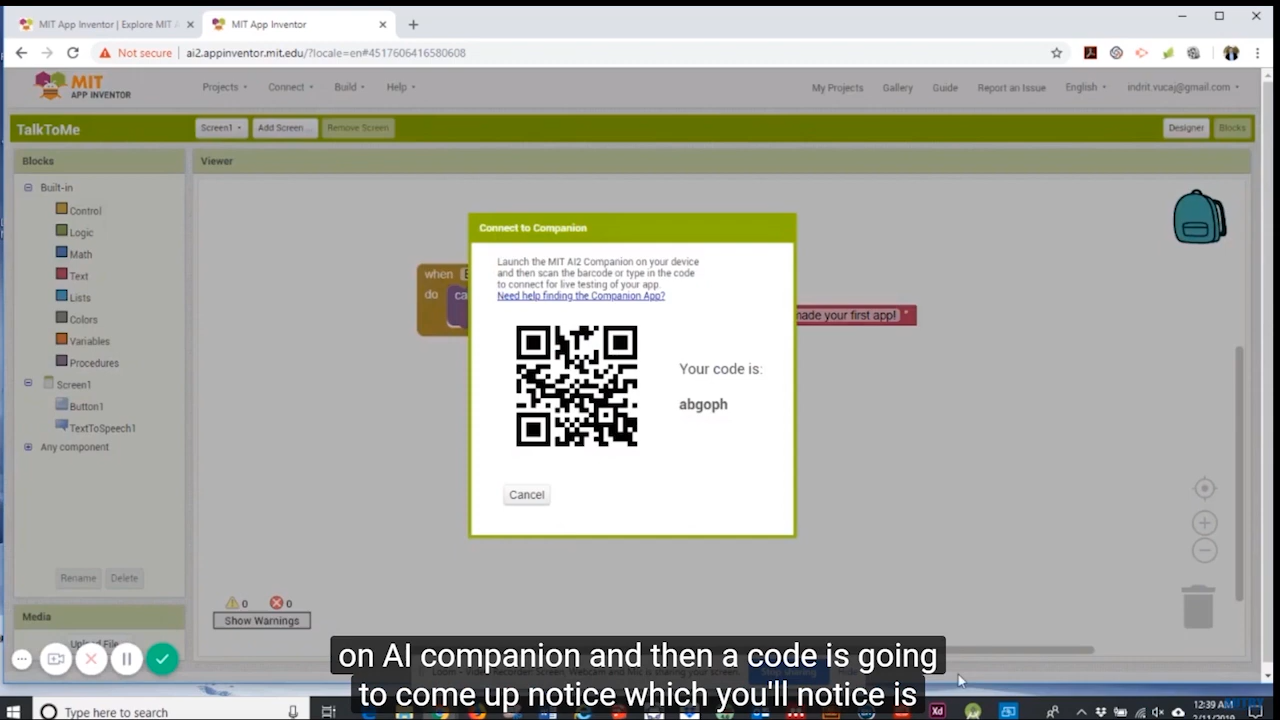 MIT App Inventor | Explore MIT A
MIT App Inventor
Not secure
ai2.appinventor.mit.edu/?locale=en#4517606416580608
MIT
APP INVENTOR
Projects
Connect
Build
Help
My Projects
Gallery
Guide
Report an Issue
English
indrit.vucaj@gmail.com
TalkToMe
Screen1
Add Screen...
Remove Screen
Designer
Blocks
Blocks
Viewer
Built-in
Control
Logic
Math
Text
Lists
Colors
Variables
Procedures
Screen1
Button1
TextToSpeech1
Any component
Rename
Delete
Media
Upload File
when
do
ca
made your first app! "
Connect to Companion
Launch the MIT AI2 Companion on your device
and then scan the barcode or type in the code
to connect for live testing of your app.
Need help finding the Companion App?
Your code is:
abgoph
Cancel
0
0
Show Warnings
on AI companion and then a code is going
to come up notice which you'll notice is
Type here to search
Xd
12:39 AM
2/11/2019